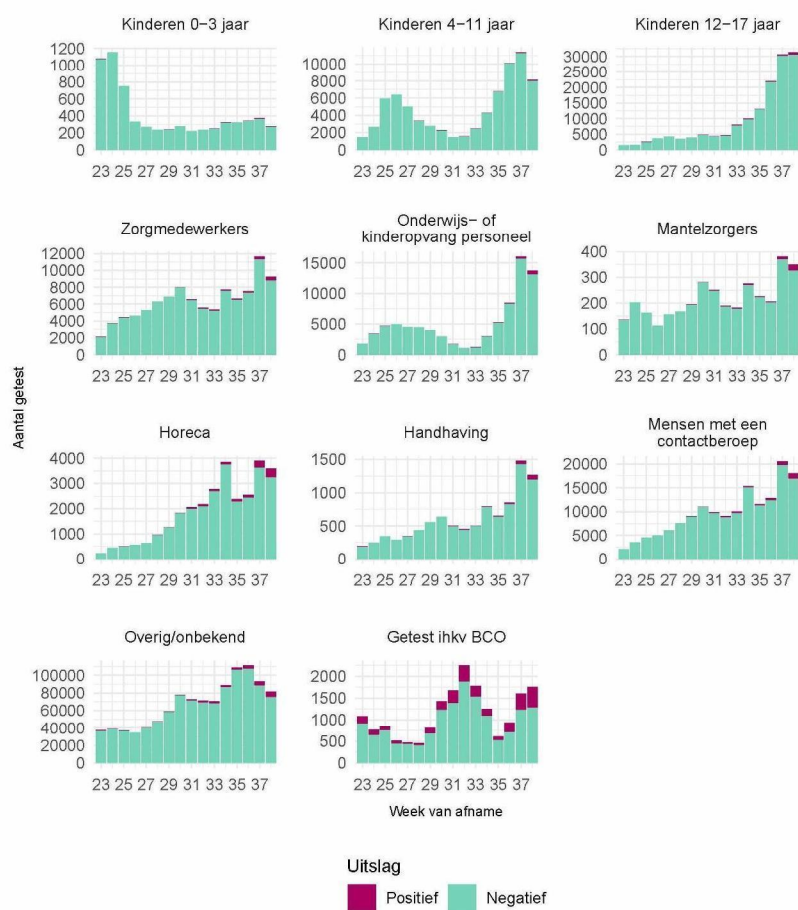 Kinderen 0−3 jaar
Kinderen 4−11 jaar
Kinderen 12−17 jaar
1200
1000
800
600
400
200
0
23 25 27 29 31 33 35 37
10000
8000
6000
4000
2000
0
23 25 27 29 31 33 35 37
30000
25000
20000
15000
10000
5000
0
23 25 27 29 31 33 35 37
Zorgmedewerkers
Onderwijs− of
kinderopvang personeel
Mantelzorgers
12000
10000
8000
6000
4000
2000
0
23 25 27 29 31 33 35 37
15000
10000
5000
0
23 25 27 29 31 33 35 37
400
300
200
100
0
23 25 27 29 31 33 35 37
Aantal getest
Horeca
Handhaving
Mensen met een
contactberoep
4000
3000
2000
1000
0
23 25 27 29 31 33 35 37
1500
1000
500
0
23 25 27 29 31 33 35 37
20000
15000
10000
5000
0
23 25 27 29 31 33 35 37
Overig/onbekend
Getest ihkv BCO
100000
80000
60000
40000
20000
0
23 25 27 29 31 33 35 37
2000
1500
1000
500
0
23 25 27 29 31 33 35 37
Week van afname
Uitslag
Positief
Negatief